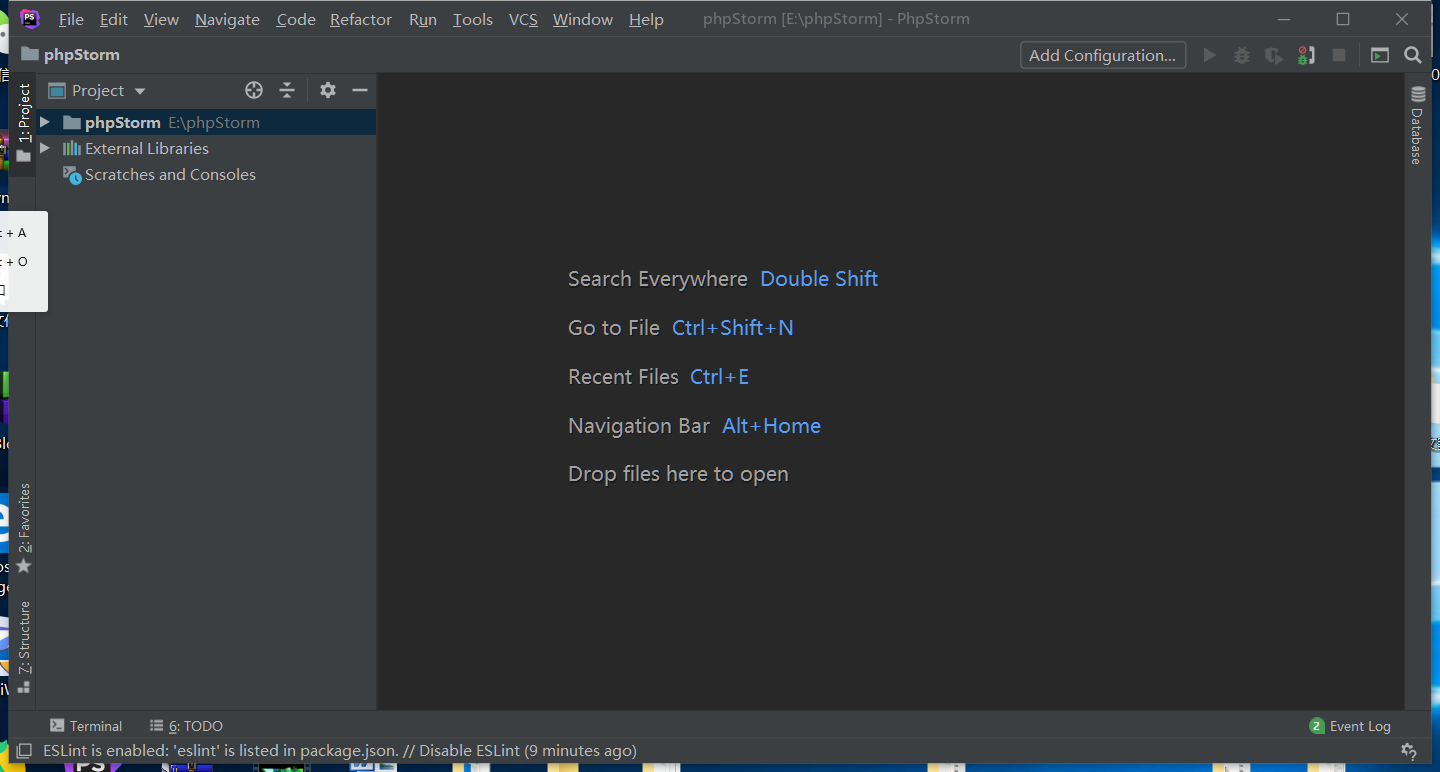 File Edit View Navigate Code Refactor Run Tools VCS Window Help phpStorm [E:\phpStorm] - PhpStorm
phpStorm Add Configuration...
1: Project
Project
phpStorm E:\phpStorm
External Libraries
Scratches and Consoles
+ A
+ O
Search Everywhere Double Shift
Go to File Ctrl+Shift+N
Recent Files Ctrl+E
Navigation Bar Alt+Home
Drop files here to open
Database
2: Favorites
7: Structure
Terminal 6: TODO 2 Event Log
ESLint is enabled: 'eslint' is listed in package.json. // Disable ESLint (9 minutes ago)
PS